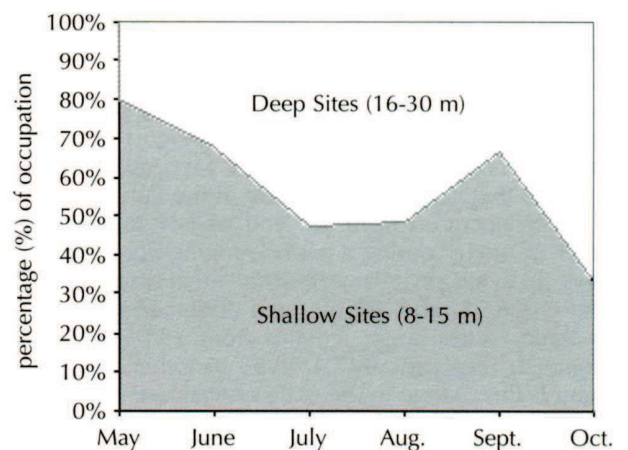 percentage (%) of occupation
100%
90%
80%
70%
60%
50%
40%
30%
20%
10%
0%
Deep Sites (16-30 m)
Shallow Sites (8-15 m)
May June July Aug. Sept. Oct.